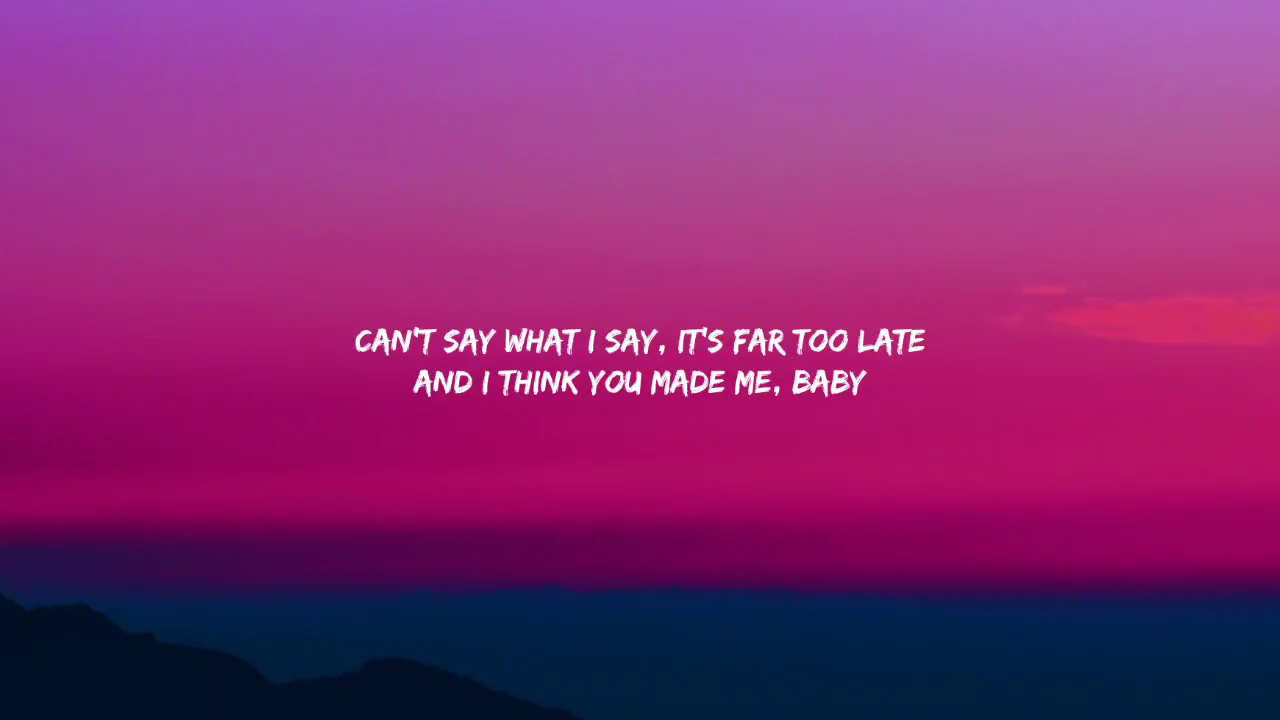 CAN'T SAY WHAT I SAY, IT'S FAR TOO LATE
AND I THINK YOU MADE ME, BABY